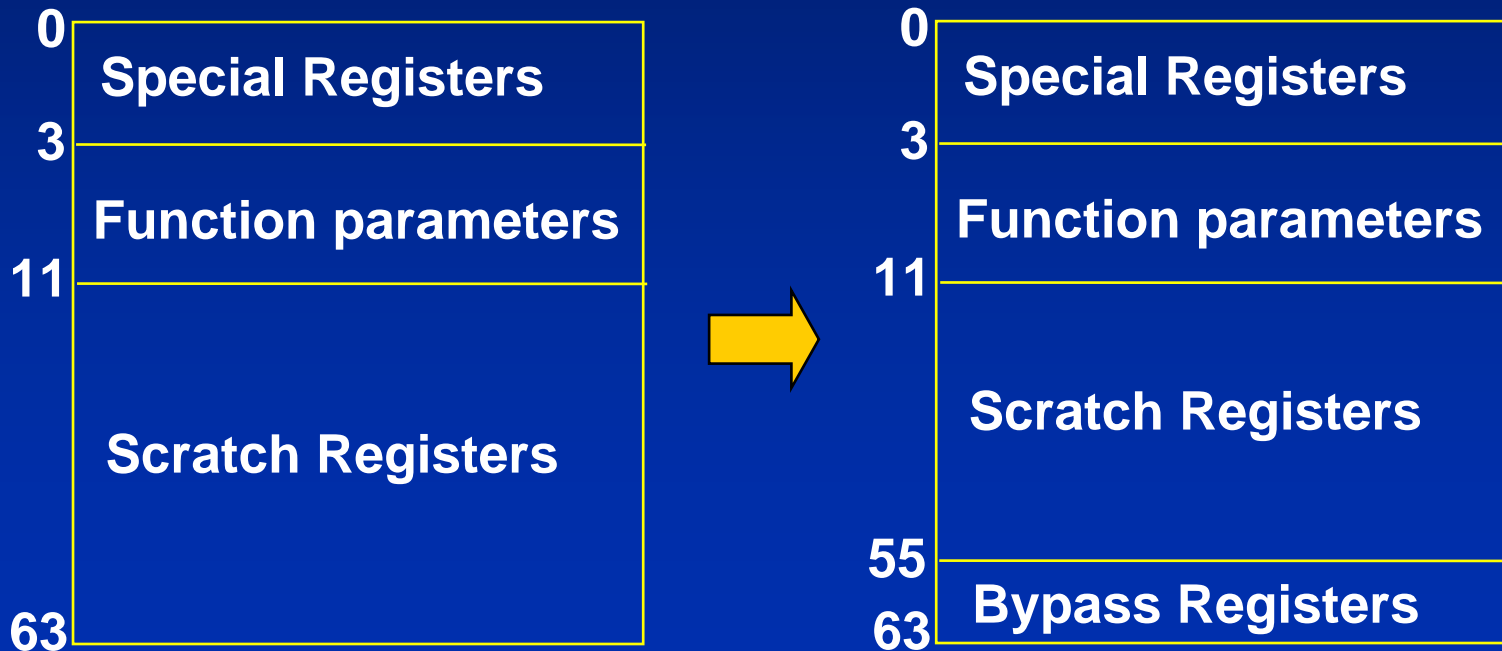 0
Special Registers
3
Function parameters
11
Scratch Registers
63
0
Special Registers
3
Function parameters
11
Scratch Registers
55
Bypass Registers
63